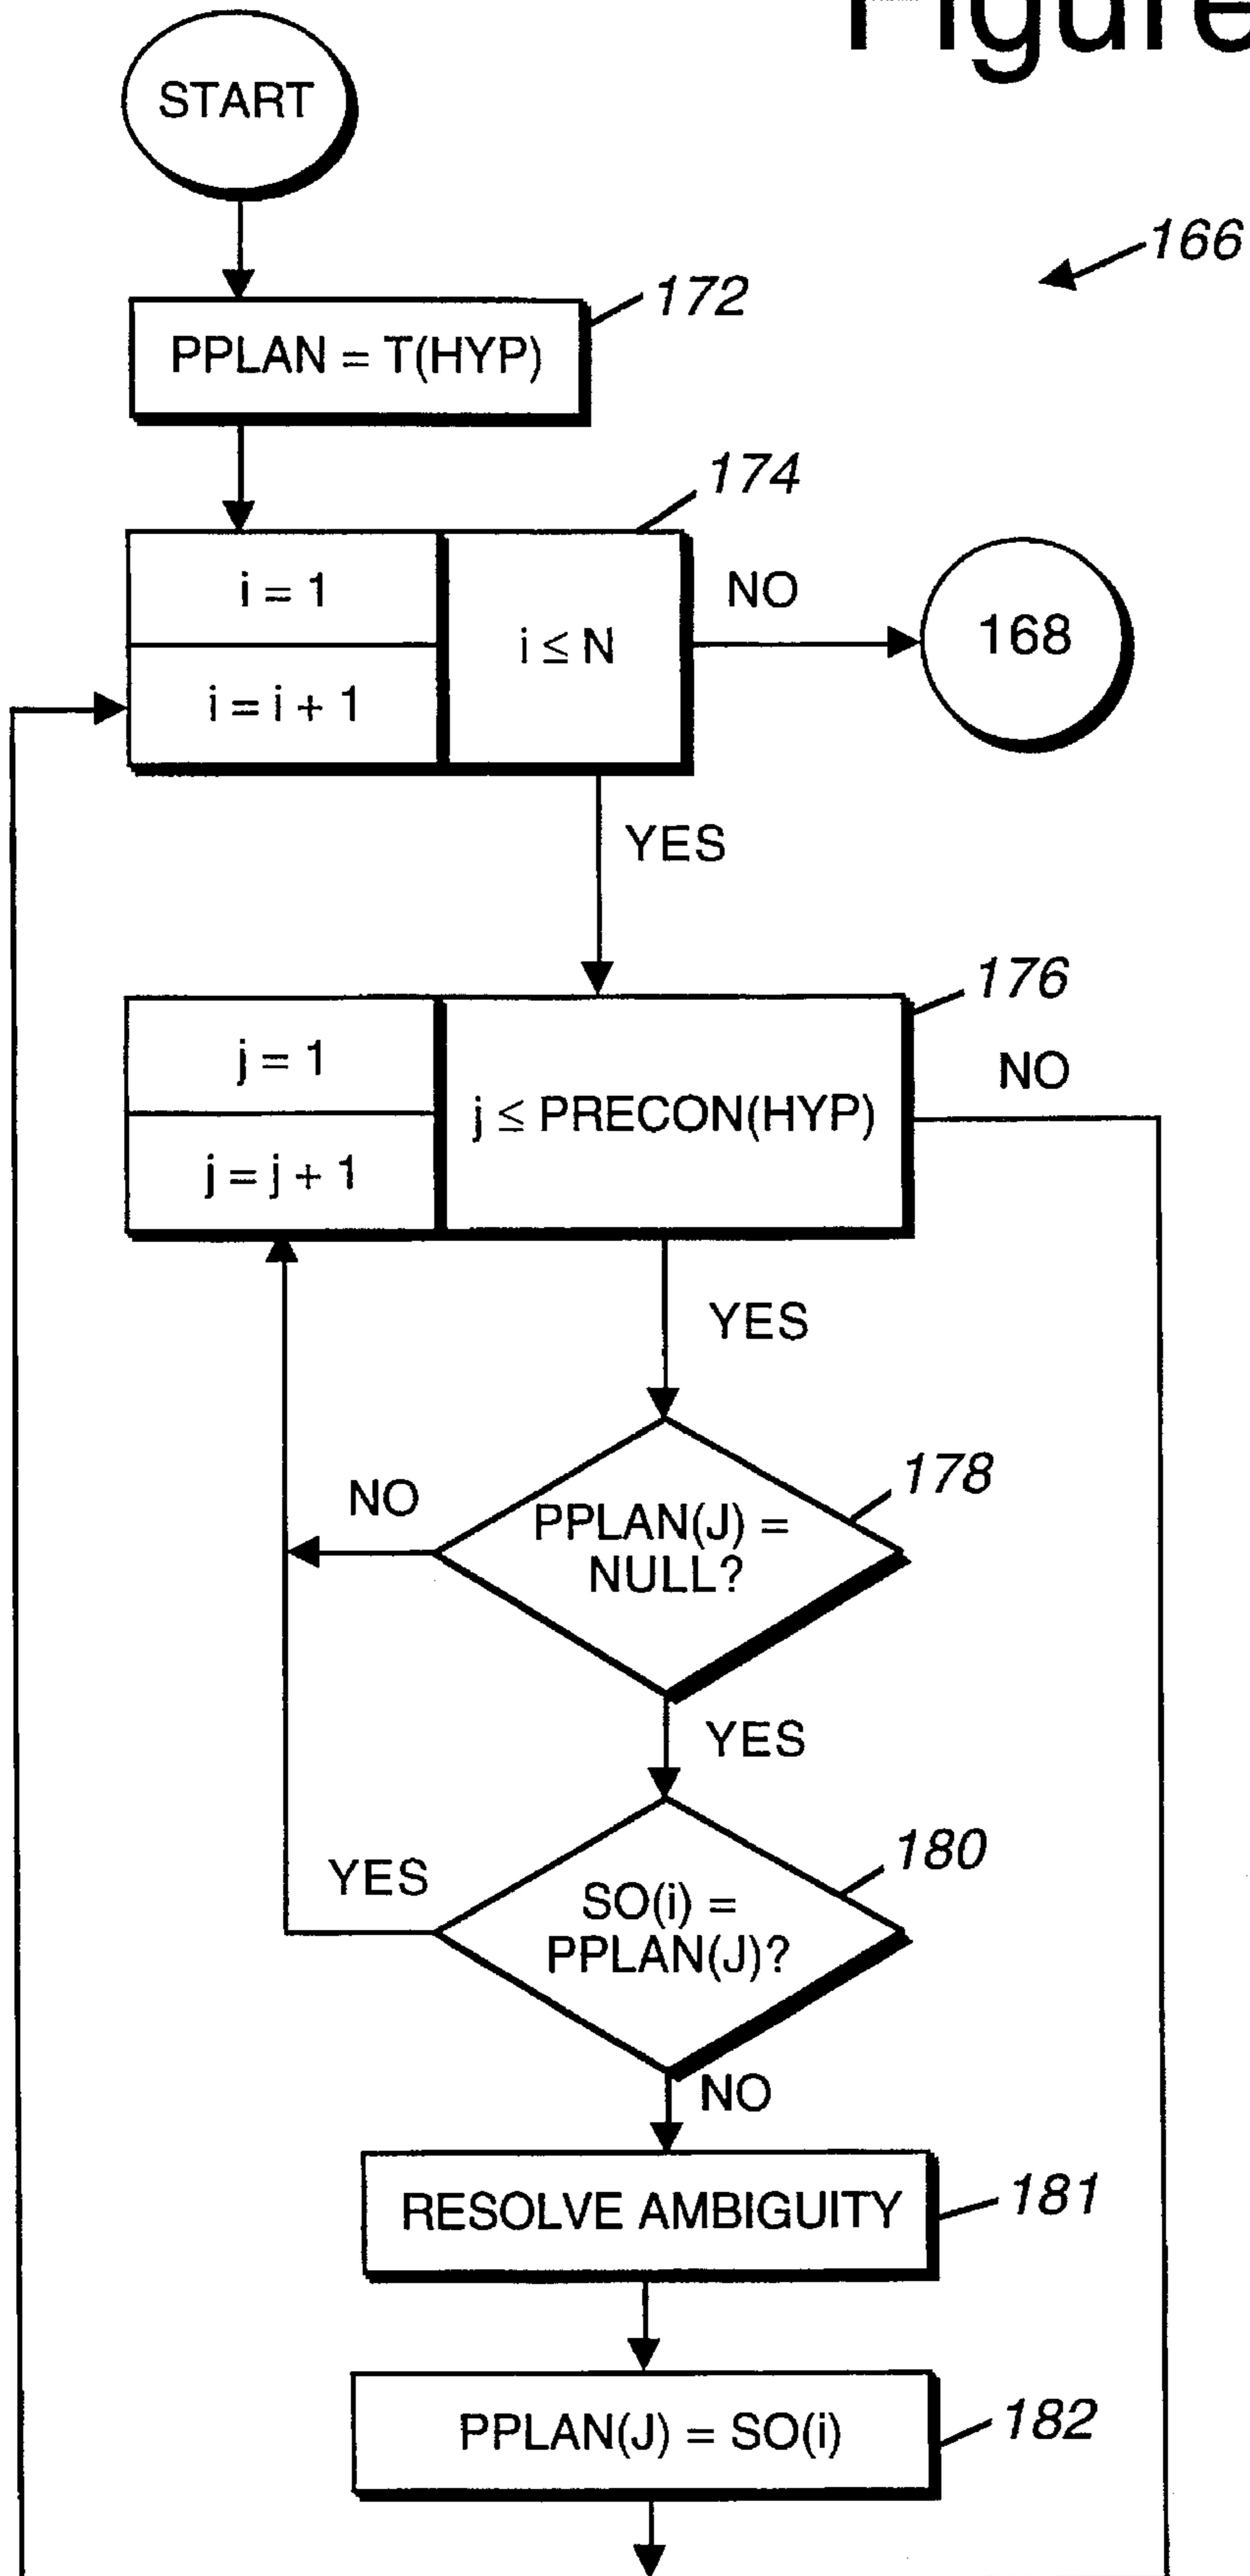 Figure
START
166
172
PPLAN = T(HYP)
174
i = 1
i = i + 1
i ≤ N
NO
168
YES
176
j = 1
j = j + 1
j ≤ PRECON(HYP)
NO
YES
178
NO
PPLAN(J) =
NULL?
YES
180
YES
SO(i) =
PPLAN(J)?
NO
RESOLVE AMBIGUITY
181
PPLAN(J) = SO(i)
182